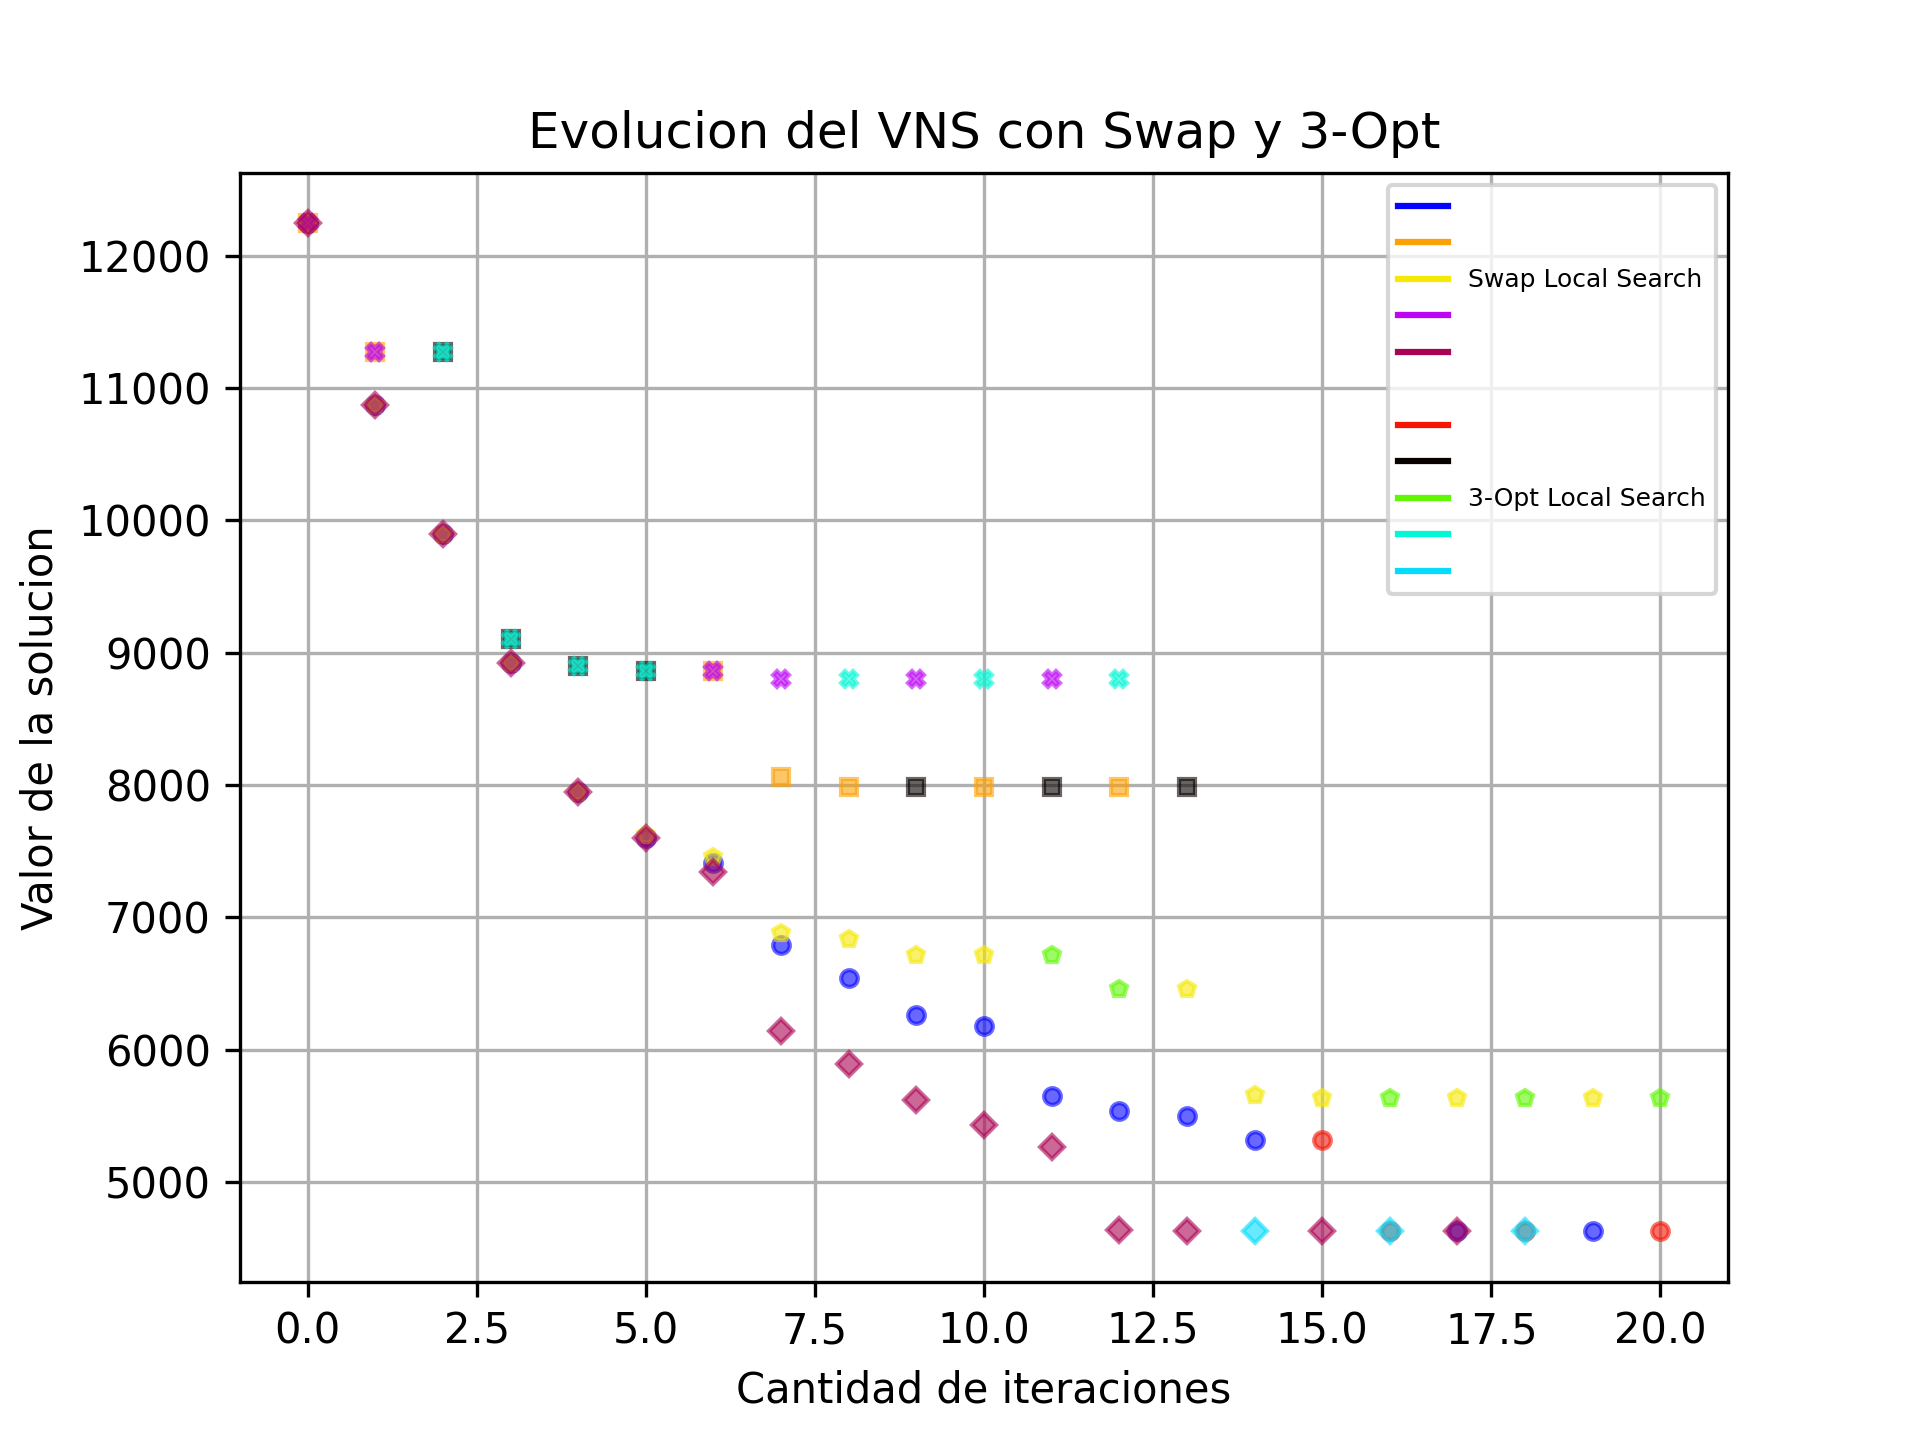 Evolucion del VNS con Swap y 3-Opt
Swap Local Search
3-Opt Local Search
Valor de la solucion
12000
11000
10000
9000
8000
7000
6000
5000
0.0 2.5 5.0 7.5 10.0 12.5 15.0 17.5 20.0
Cantidad de iteraciones